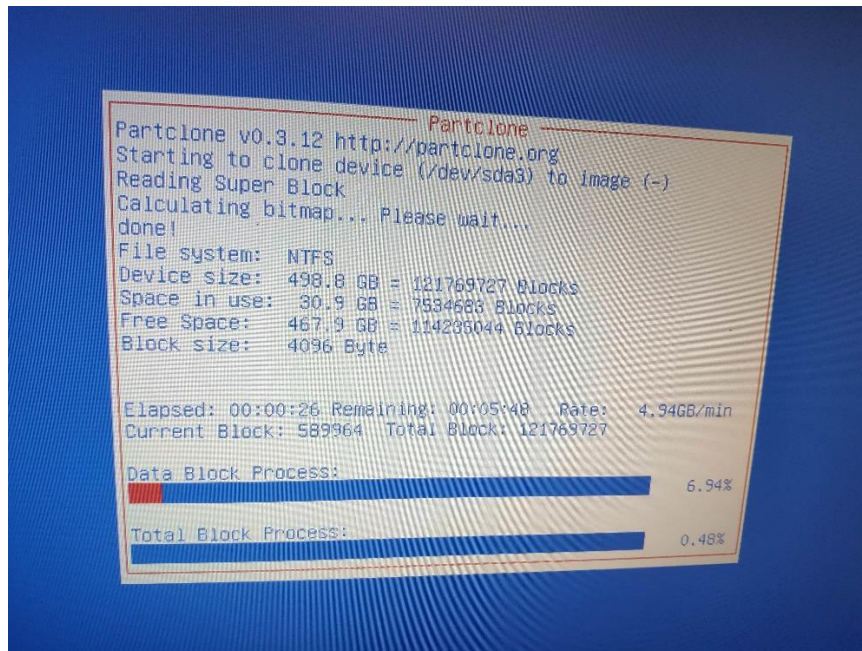 Partclone
Partclone v0.3.12 http://partclone.org
Starting to clone device (/dev/sda3) to image (-)
Reading Super Block
Calculating bitmap... Please wait...
done!
File system: NTFS
Device size: 498.8 GB = 121769727 Blocks
Space in use: 30.9 GB = 7534683 Blocks
Free Space: 467.9 GB = 114235044 Blocks
Block size: 4096 Byte
Elapsed: 00:00:26 Remaining: 00:05:48 Rate: 4.94GB/min
Current Block: 589964 Total Block: 121769727
Data Block Process:
6.94%
Total Block Process:
0.48%